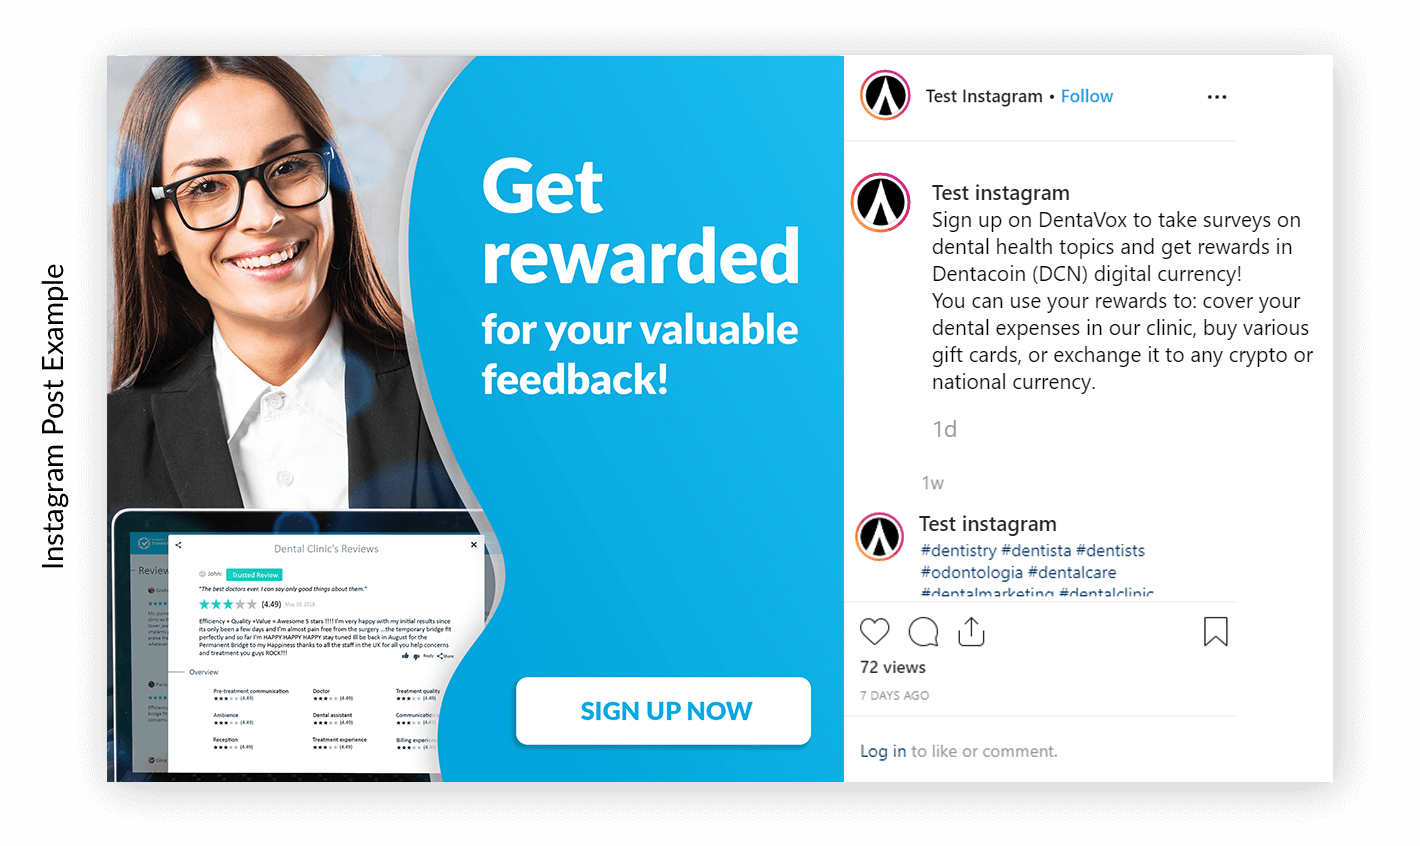 Instagram Post Example
Get
rewarded
for your valuable
feedback!
SIGN UP NOW
Dental Clinic's Reviews
John:
Trusted Review
"The best doctors ever. I can say only good things about them."
(4.49)
May 05 2018
Efficiency + Quality +Value = Awesome 5 stars !!!! I'm very happy with my initial results since
its only been a few days and I'm almost pain free from the surgery ...the temporary bridge fit
perfectly and so far I'm HAPPY HAPPY HAPPY stay tuned Ill be back in August for the
Permanent Bridge to my Happiness thanks to all the staff in the UK for all you help concerns
and treatment you guys ROCK!!!
Reply Share
Overview
Pre-treatment communication
(4.49)
Doctor
(4.49)
Treatment quality
(4.49)
Ambience
(4.49)
Dental assistant
(4.49)
Communicatio
(4.49)
Reception
(4.49)
Treatment experience
(4.49)
Billing experien
(4.49)
Review
Test Instagram • Follow
Test instagram
Sign up on DentaVox to take surveys on
dental health topics and get rewards in
Dentacoin (DCN) digital currency!
You can use your rewards to: cover your
dental expenses in our clinic, buy various
gift cards, or exchange it to any crypto or
national currency.
1d
1w
Test instagram
#dentistry #dentista #dentists
#odontologia #dentalcare
#dentalmarketing #dentalclinic
72 views
7 DAYS AGO
Log in to like or comment.